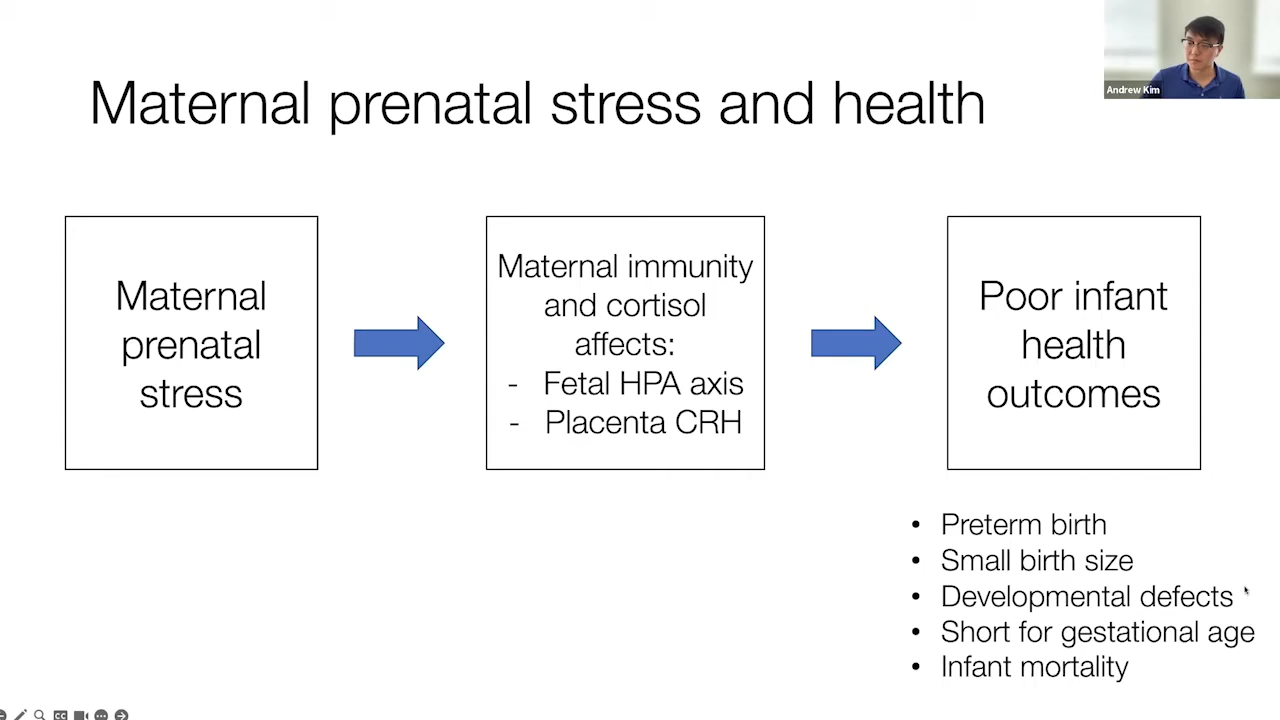 Andrew Kim
Maternal prenatal stress and health
Maternal
prenatal
stress
Maternal immunity
and cortisol
affects:
- Fetal HPA axis
- Placenta CRH
Poor infant
health
outcomes
• Preterm birth
• Small birth size
• Developmental defects
• Short for gestational age
• Infant mortality
CC